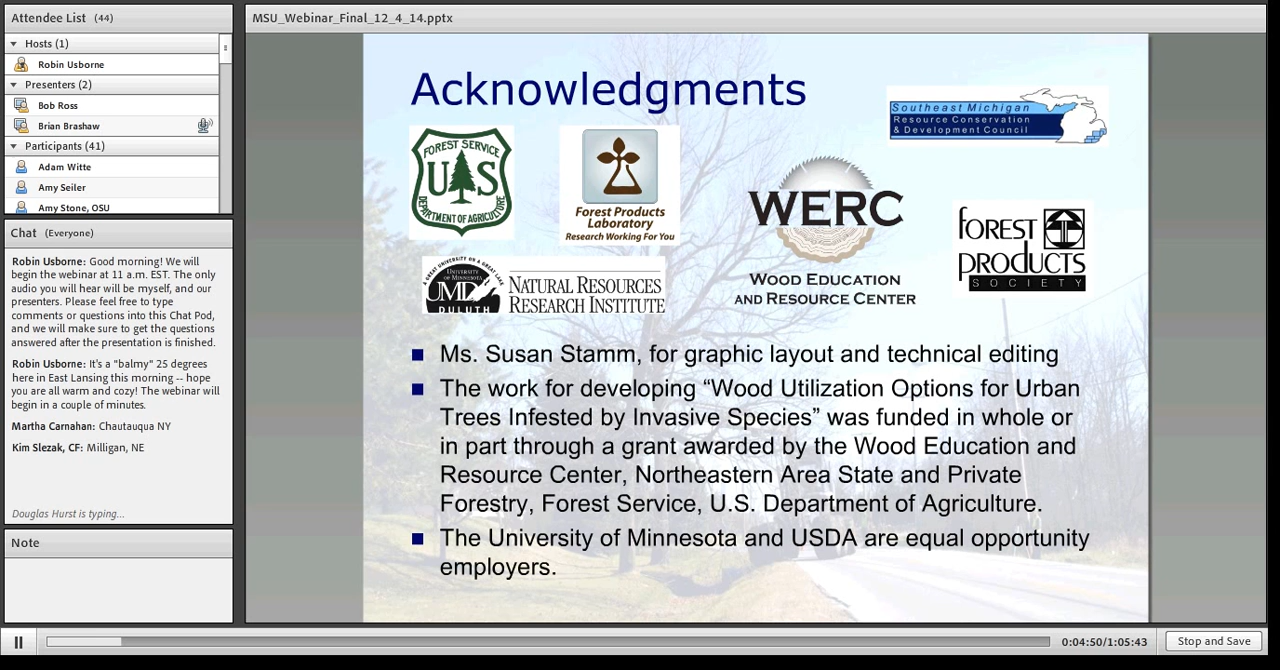 Attendee List (44)
Hosts (1)
Robin Usborne
Presenters (2)
Bob Ross
Brian Brashaw
Participants (41)
Adam Witte
Amy Seiler
Amy Stone, OSU
Chat (Everyone)
Robin Usborne: Good morning! We will
begin the webinar at 11 a.m. EST. The only
audio you will hear will be myself, and our
presenters. Please feel free to type
comments or questions into this Chat Pod,
and we will make sure to get the questions
answered after the presentation is finished.
Robin Usborne: It's a "balmy" 25 degrees
here in East Lansing this morning -- hope
you are all warm and cozy! The webinar will
begin in a couple of minutes.
Martha Carnahan: Chautauqua NY
Kim Slezak, CF: Milligan, NE
Douglas Hurst is typing...
Note
MSU_Webinar_Final_12_4_14.pptx
Acknowledgments
Southeast Michigan
Resource Conservation
& Development Council
FOREST SERVICE
U S
DEPARTMENT OF AGRICULTURE
Forest Products
Laboratory
Research Working For You
WERC
WOOD EDUCATION
AND RESOURCE CENTER
FOREST
PRODUCTS
SOCIETY
A GREAT UNIVERSITY ON A GREAT LAKE
UNIVERSITY
OF MINNESOTA
UMD
DULUTH
NATURAL RESOURCES
RESEARCH INSTITUTE
Ms. Susan Stamm, for graphic layout and technical editing
The work for developing “Wood Utilization Options for Urban
Trees Infested by Invasive Species” was funded in whole or
in part through a grant awarded by the Wood Education and
Resource Center, Northeastern Area State and Private
Forestry, Forest Service, U.S. Department of Agriculture.
The University of Minnesota and USDA are equal opportunity
employers.
0:04:50/1:05:43
Stop and Save